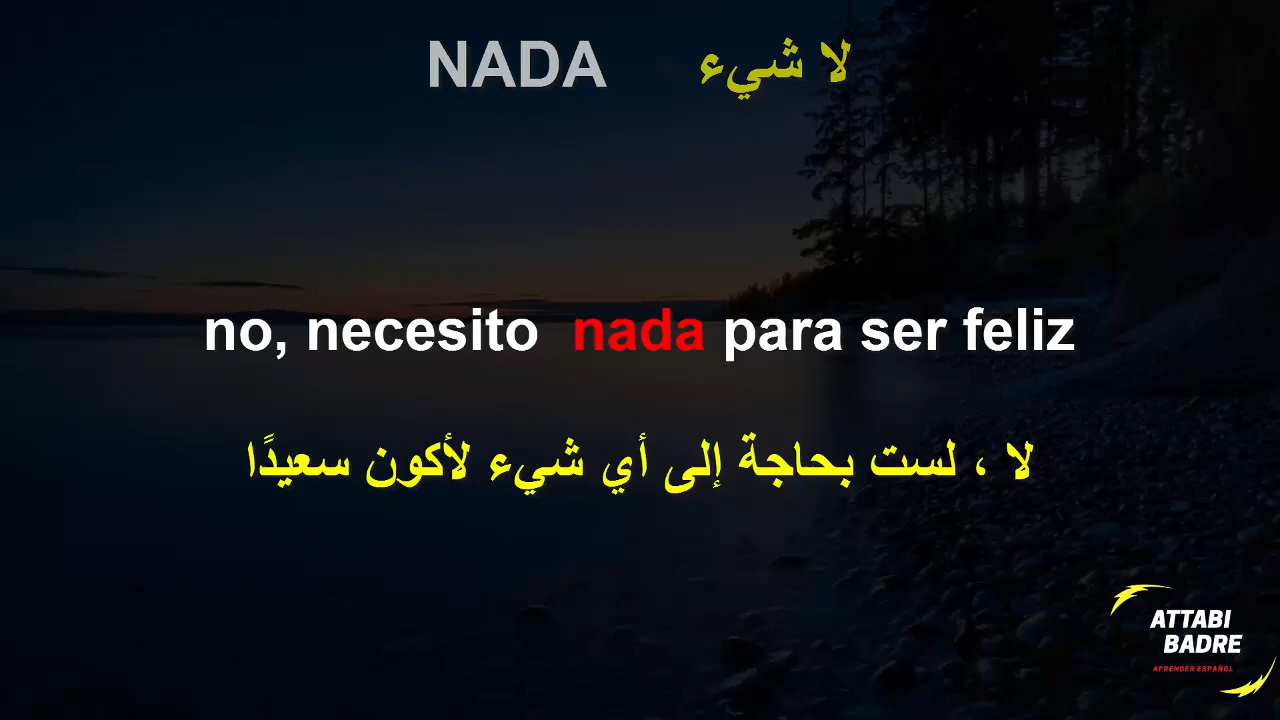 NADA لا شيء
no, necesito nada para ser feliz
لا ، لست بحاجة إلى أي شيء لأكون سعيدًا
ATTABI
BADRE
APRENDER ESPAÑOL